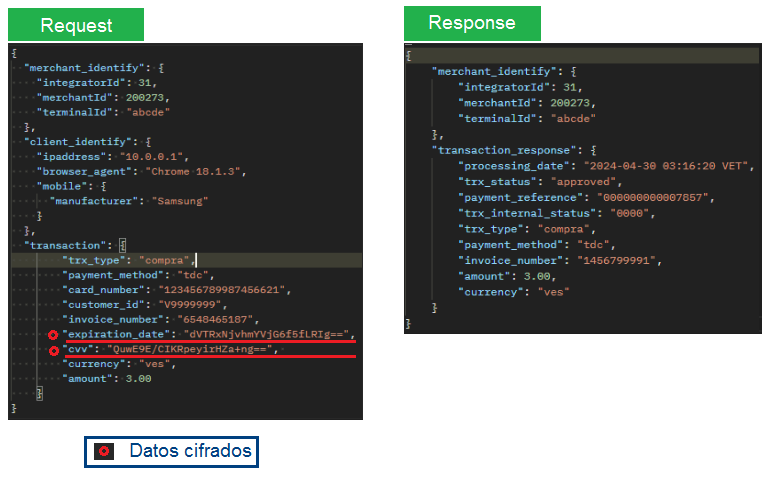 Request
{
"merchant_identify": {
"integratorId": 31,
"merchantId": 200273,
"terminalId": "abcde"
},
"client_identify": {
"ipaddress": "10.0.0.1",
"browser_agent": "Chrome 18.1.3",
"mobile": {
"manufacturer": "Samsung"
}
},
"transaction": {
"trx_type": "compra",
"payment_method": "tdc",
"card_number": "123456789987456621",
"customer_id": "V9999999",
"invoice_number": "6548465187",
"expiration_date": "dVTRxNjvhmYVjG6f5fLRIg==",
"cvv": "QuwE9E/CIKRpeyirHZa+ng==",
"currency": "ves",
"amount": 3.00
}
}
Datos cifrados
Response
{
"merchant_identify": {
"integratorId": 31,
"merchantId": 200273,
"terminalId": "abcde"
},
"transaction_response": {
"processing_date": "2024-04-30 03:16:20 VET",
"trx_status": "approved",
"payment_reference": "000000000007857",
"trx_internal_status": "0000",
"trx_type": "compra",
"payment_method": "tdc",
"invoice_number": "1456799991",
"amount": 3.00,
"currency": "ves"
}
}